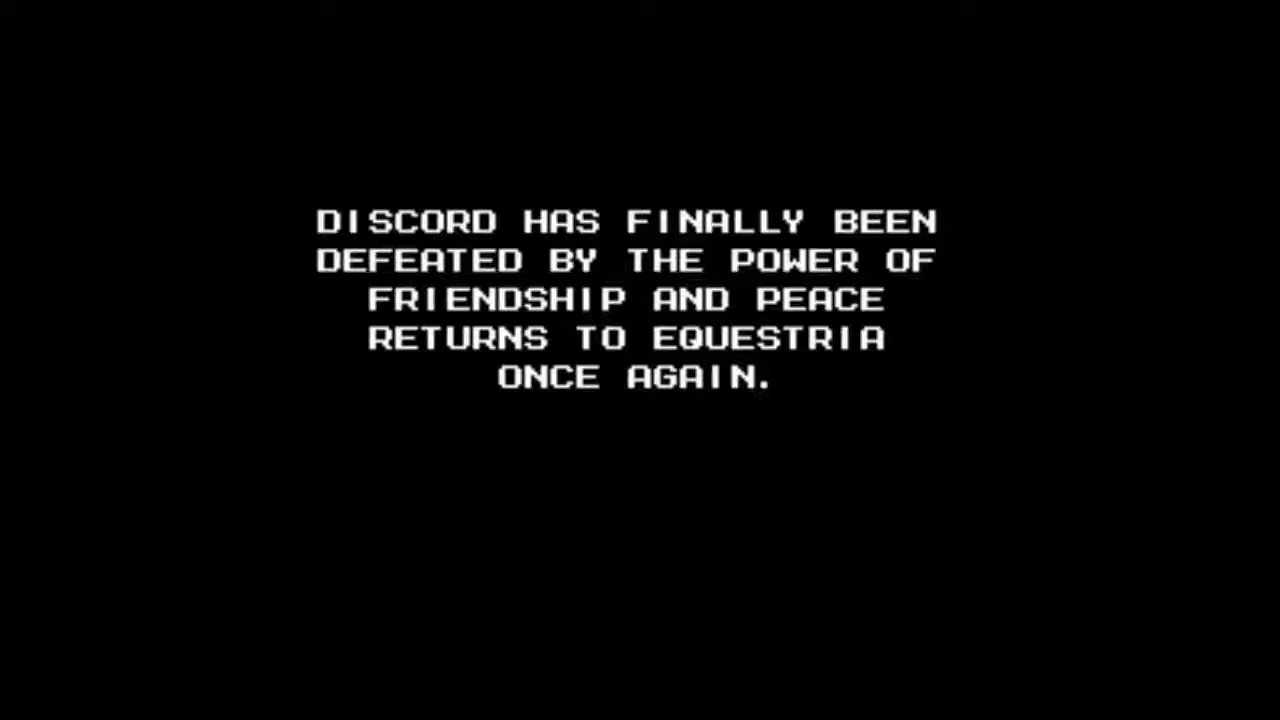 DISCORD HAS FINALLY BEEN
DEFEATED BY THE POWER OF
FRIENDSHIP AND PEACE
RETURNS TO EQUESTRIA
ONCE AGAIN.